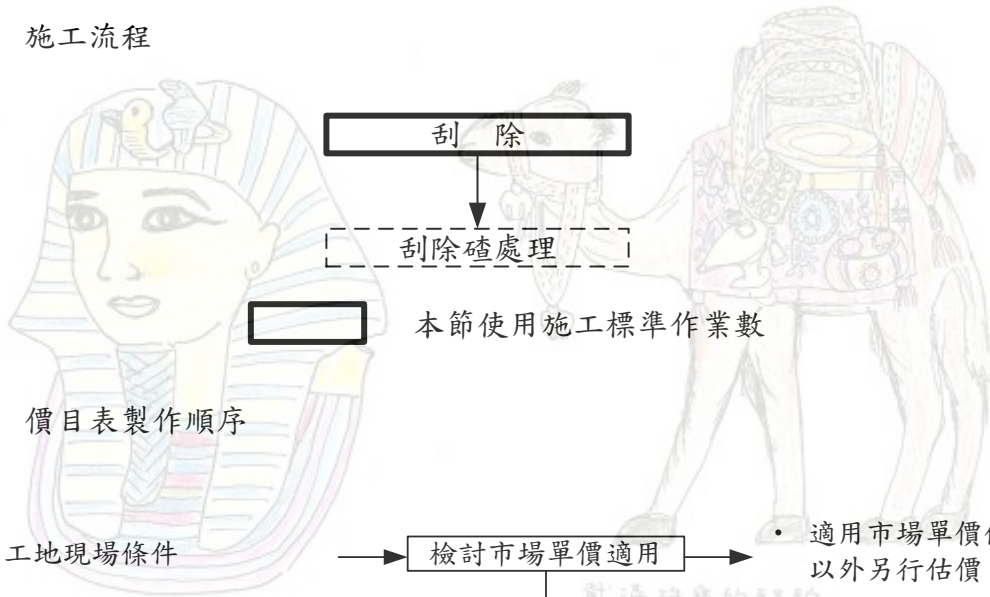 施工流程
刮 除
刮除碴處理
本節使用施工標準作業數
價目表製作順序
工地現場條件
檢討市場單價適用
• 適用市場單價
以外另行估價